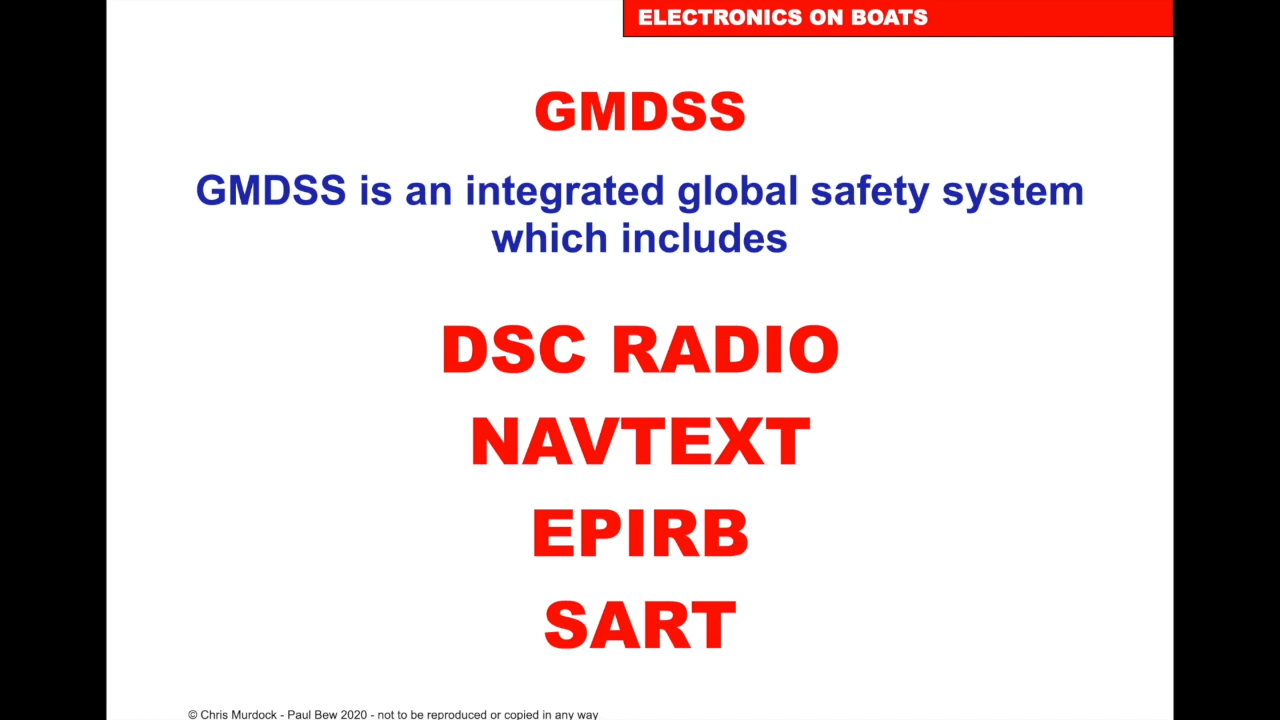 ELECTRONICS ON BOATS
GMDSS
GMDSS is an integrated global safety system
which includes
DSC RADIO
NAVTEXT
EPIRB
SART
© Chris Murdock - Paul Bew 2020 - not to be reproduced or copied in any way